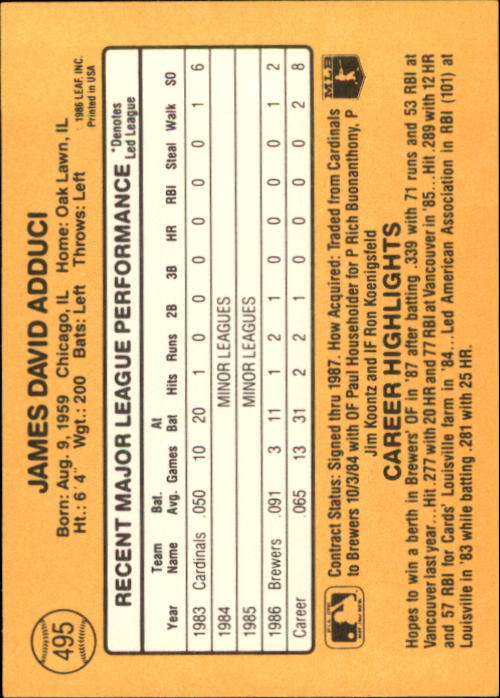 495
JAMES DAVID ADDUCI
Born: Aug. 9, 1959 Chicago, IL Home: Oak Lawn, IL
Ht.: 6' 4" Wgt.: 200 Bats: Left Throws: Left
1986 LEAF, INC.
Printed in USA
RECENT MAJOR LEAGUE PERFORMANCE *Denotes Led League
Year Team Name Bat. Avg. Games At Bat Hits Runs 2B 3B HR RBI Steal Walk SO
1983 Cardinals .050 10 20 1 0 0 0 0 0 0 1 6
1984 MINOR LEAGUES
1985 MINOR LEAGUES
1986 Brewers .091 3 11 1 2 1 0 0 0 0 1 2
Career .065 13 31 2 2 1 0 0 0 0 2 8
Contract Status: Signed thru 1987. How Acquired: Traded from Cardinals
to Brewers 10/3/84 with OF Paul Householder for P Rich Buonanthony, P
Jim Koontz and IF Ron Koenigsfeld
MLB
CAREER HIGHLIGHTS
Hopes to win a berth in Brewers' OF in '87 after batting .339 with 71 runs and 53 RBI at
Vancouver last year...Hit .277 with 20 HR and 77 RBI at Vancouver in '85...Hit .289 with 12 HR
and 57 RBI for Cards' Louisville farm in '84...Led American Association in RBI (101) at
Louisville in '83 while batting .281 with 25 HR.